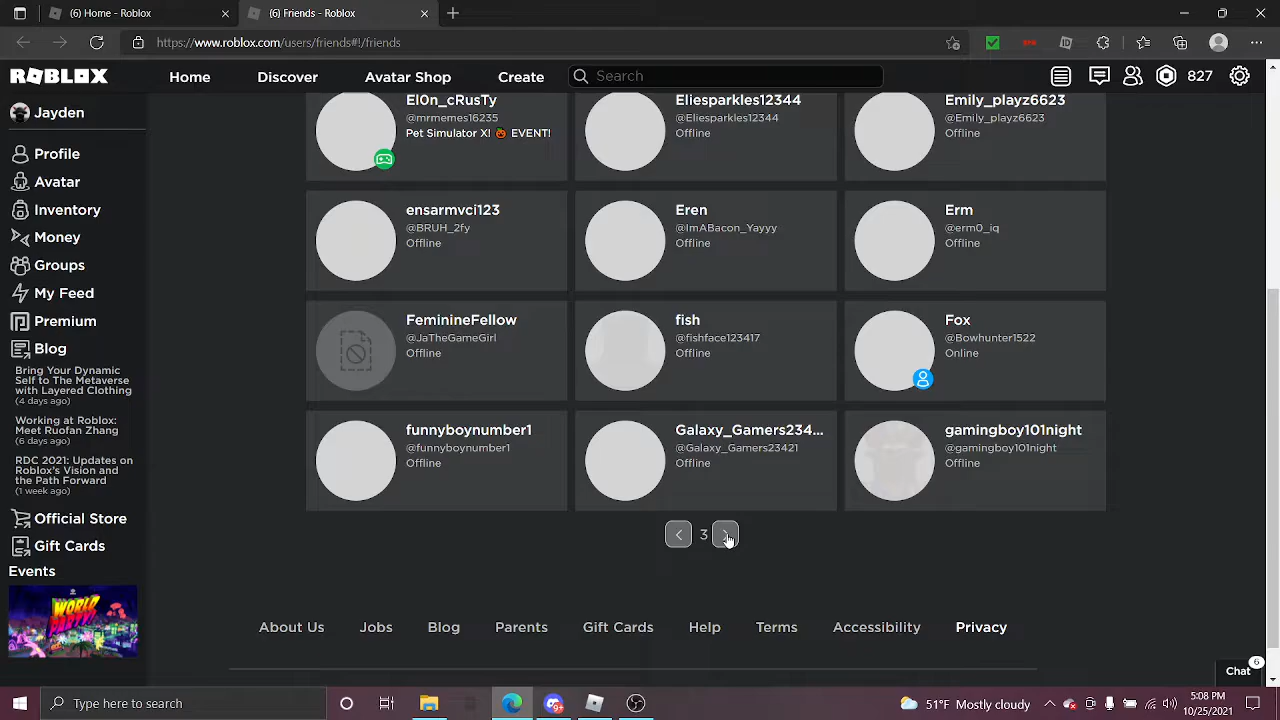 (6) Home - Roblox
(6) Friends - Roblox
https://www.roblox.com/users/friends#!/friends
ROBLOX
Home
Discover
Avatar Shop
Create
Search
827
Jayden
Profile
Avatar
Inventory
Money
Groups
My Feed
Premium
Blog
Bring Your Dynamic
Self to The Metaverse
with Layered Clothing
(4 days ago)
Working at Roblox:
Meet Ruofan Zhang
(6 days ago)
RDC 2021: Updates on
Roblox's Vision and
the Path Forward
(1 week ago)
Official Store
Gift Cards
Events
WORLD
PARTY!
El0n_cRusTy
@mrmemes16235
Pet Simulator X! 🎃 EVENT!
Eliesparkles12344
@Eliesparkles12344
Offline
Emily_playz6623
@Emily_playz6623
Offline
ensarmvci123
@BRUH_2fy
Offline
Eren
@ImABacon_Yayyy
Offline
Erm
@erm0_iq
Offline
FeminineFellow
@JaTheGameGirl
Offline
fish
@fishface123417
Offline
Fox
@Bowhunter1522
Online
funnyboynumber1
@funnyboynumber1
Offline
Galaxy_Gamers234...
@Galaxy_Gamers23421
Offline
gamingboy101night
@gamingboy101night
Offline
3
About Us
Jobs
Blog
Parents
Gift Cards
Help
Terms
Accessibility
Privacy
Chat
6
Type here to search
51°F Mostly cloudy
5:08 PM
10/25/2021